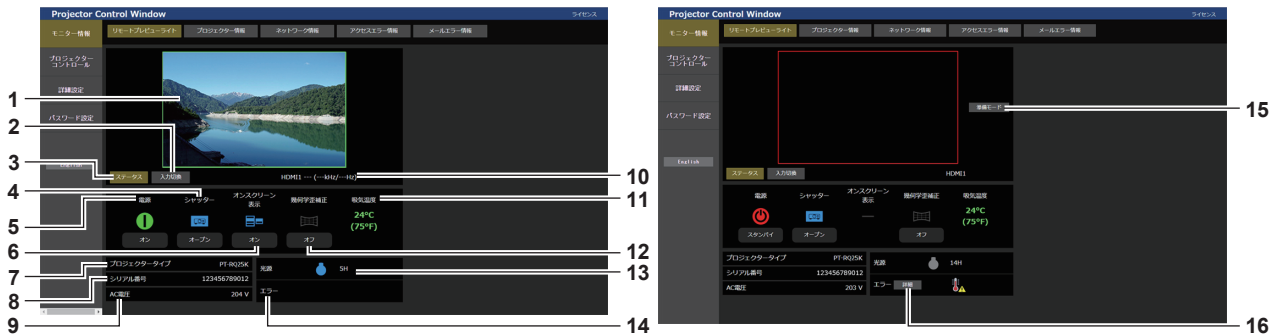 Projector Control Window
ライセンス
モニター情報
リモートプレビューライト
プロジェクター情報
ネットワーク情報
アクセスエラー情報
メールエラー情報
プロジェクター
コントロール
詳細設定
パスワード設定
1
2
3
4
5
6
7
8
9
ステータス
入力切換
HDMI1 --- (---kHz/---Hz)
電源
シャッター
オンスクリーン
表示
幾何学歪補正
吸気温度
24°C
(75°F)
オン
オープン
オン
オフ
プロジェクタータイプ
PT-RQ25K
シリアル番号
123456789012
AC電圧
204 V
光源
5H
エラー
10
11
12
13
14
Projector Control Window
ライセンス
モニター情報
リモートプレビューライト
プロジェクター情報
ネットワーク情報
アクセスエラー情報
メールエラー情報
プロジェクター
コントロール
詳細設定
パスワード設定
English
準備モード
ステータス
入力切換
HDMI1
電源
シャッター
オンスクリーン
表示
幾何学歪補正
吸気温度
24°C
(75°F)
スタンバイ
オープン
オフ
プロジェクタータイプ
PT-RQ25K
シリアル番号
123456789012
AC電圧
203 V
光源
14H
エラー
詳細
15
16